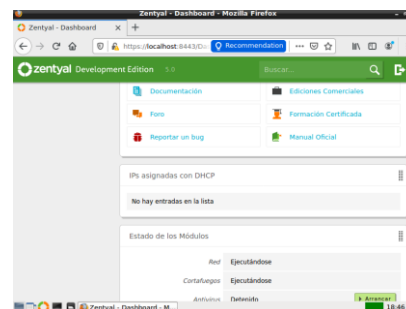 Zentyal - Dashboard - Mozilla Firefox
Zentyal - Dashboard
https://localhost:8443/Da
Recommendation
zentyal Development Edition 5.0
Buscar...
Documentación
Ediciones Comerciales
Foro
Formación Certificada
Reportar un bug
Manual Oficial
IPs asignadas con DHCP
No hay entradas en la lista
Estado de los Módulos
Red Ejecutándose
Cortafuegos Ejecutándose
Antivirus Detenido Arrancar
Zentyal - Dashboard - M...
18:46